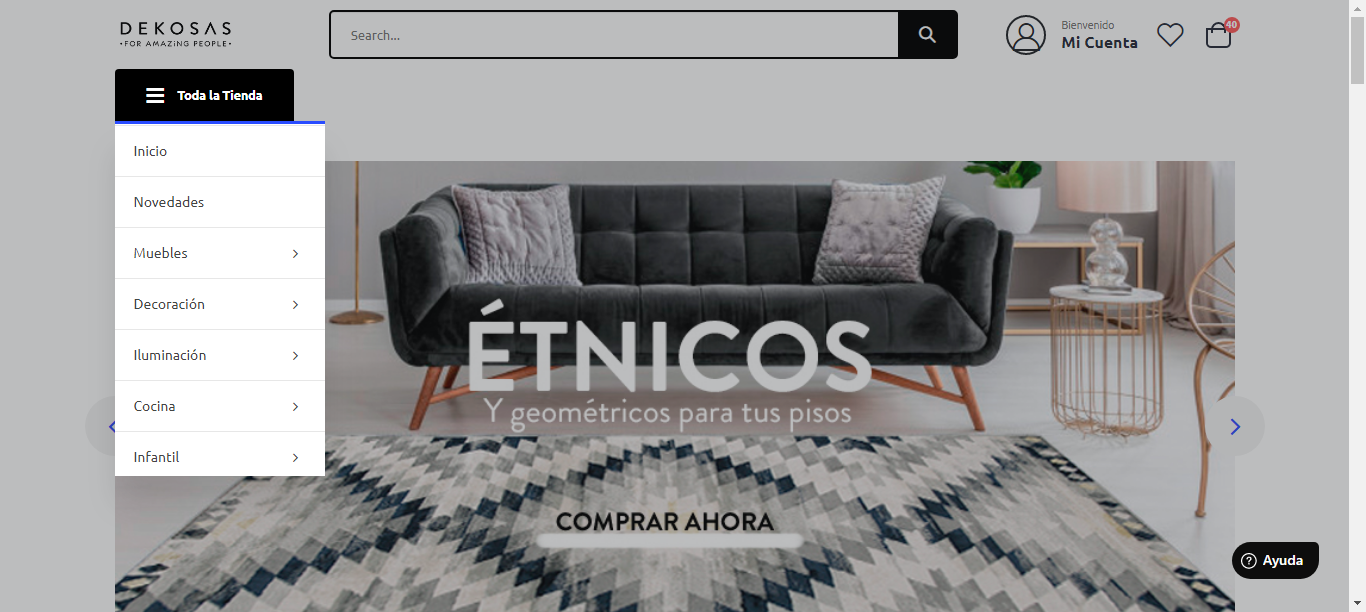 DEKOSAS
•FOR AMAZING PEOPLE•
Search...
Bienvenido
Mi Cuenta
40
Toda la Tienda
Inicio
Novedades
Muebles
Decoración
Iluminación
Cocina
Infantil
ÉTNICOS
Y geométricos para tus pisos
COMPRAR AHORA
Ayuda